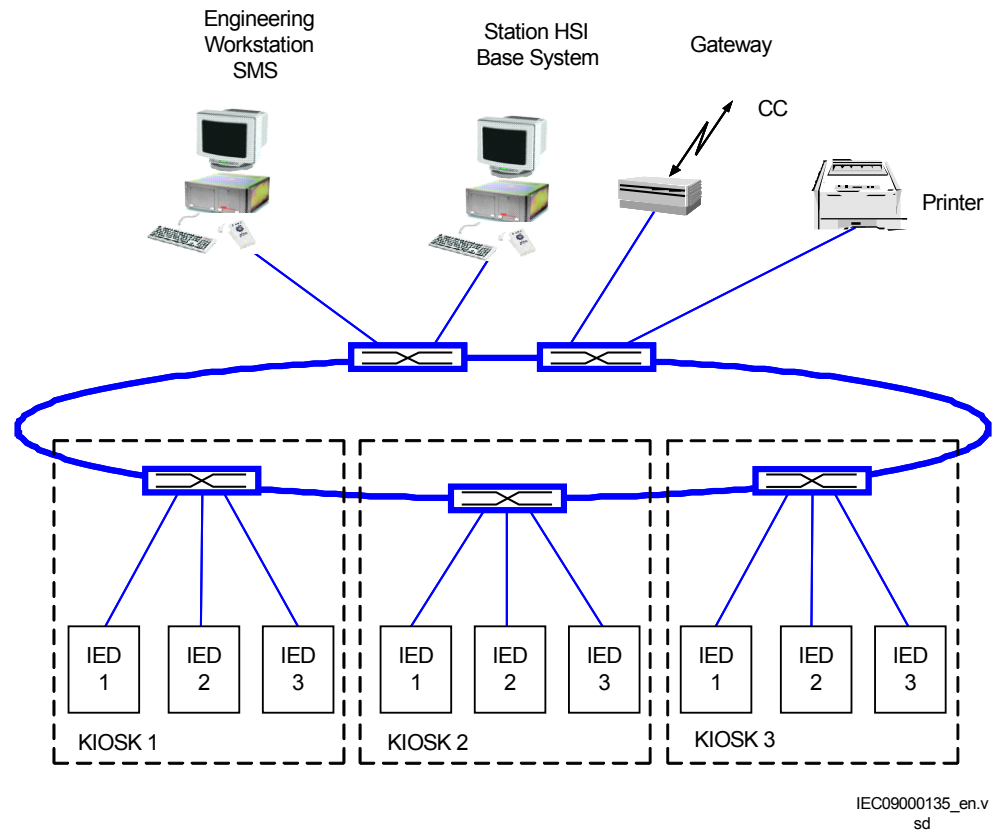 Engineering
Workstation
SMS
Station HSI
Base System
Gateway
CC
Printer
IED
1
IED
2
IED
3
KIOSK 1
IED
1
IED
2
IED
3
KIOSK 2
IED
1
IED
2
IED
3
KIOSK 3
IEC09000135_en.v
sd